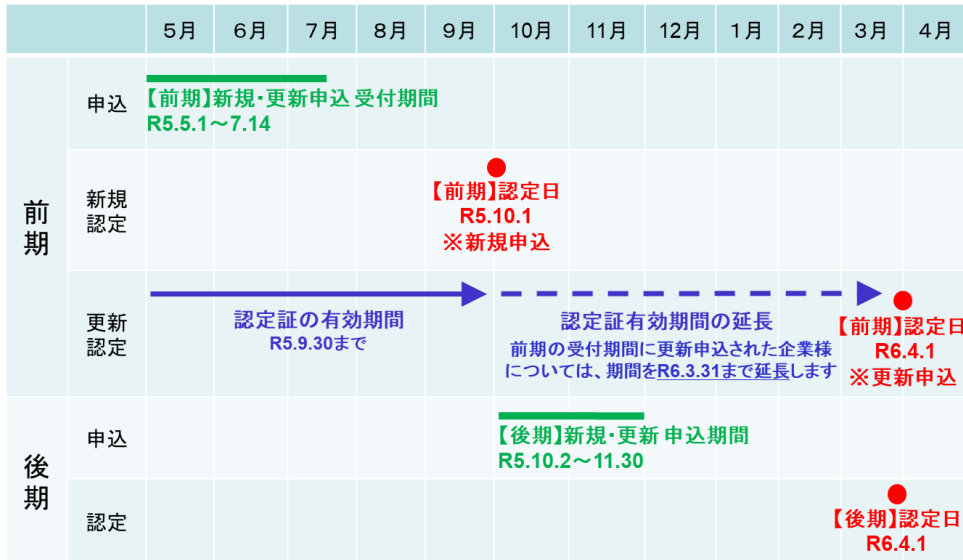 5月 6月 7月 8月 9月 10月 11月 12月 1月 2月 3月 4月
前期
申込
【前期】新規・更新申込 受付期間
R5.5.1～7.14
新規
認定
【前期】認定日
R5.10.1
※新規申込
更新
認定
認定証の有効期間
R5.9.30まで
認定証有効期間の延長
前期の受付期間に更新申込された企業様
については、期間をR6.3.31まで延長します
【前期】認定日
R6.4.1
※更新申込
後期
申込
【後期】新規・更新 申込期間
R5.10.2～11.30
認定
【後期】認定日
R6.4.1